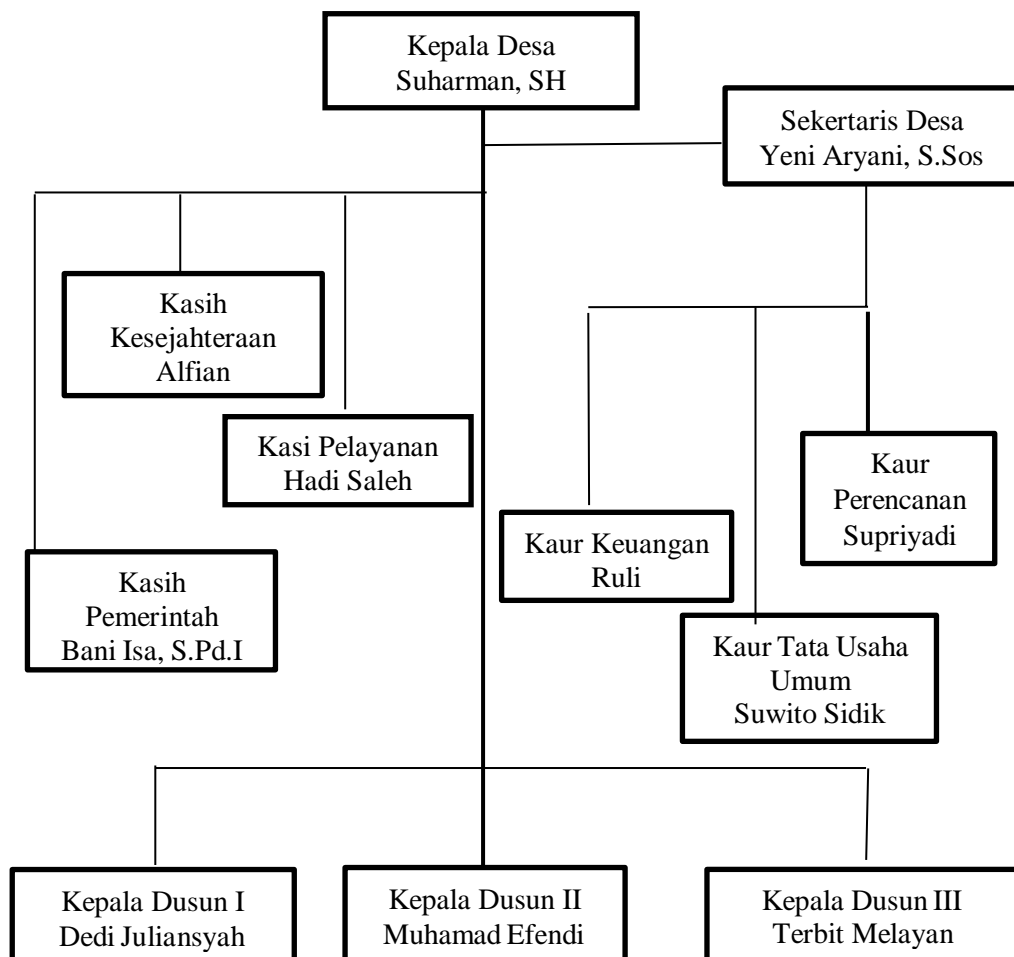 Kepala Desa
Suharman, SH
Sekertaris Desa
Yeni Aryani, S.Sos
Kasih
Kesejahteraan
Alfian
Kasi Pelayanan
Hadi Saleh
Kaur
Perencanan
Supriyadi
Kaur Keuangan
Ruli
Kasih
Pemerintah
Bani Isa, S.Pd.I
Kaur Tata Usaha
Umum
Suwito Sidik
Kepala Dusun I
Dedi Juliansyah
Kepala Dusun II
Muhamad Efendi
Kepala Dusun III
Terbit Melayan